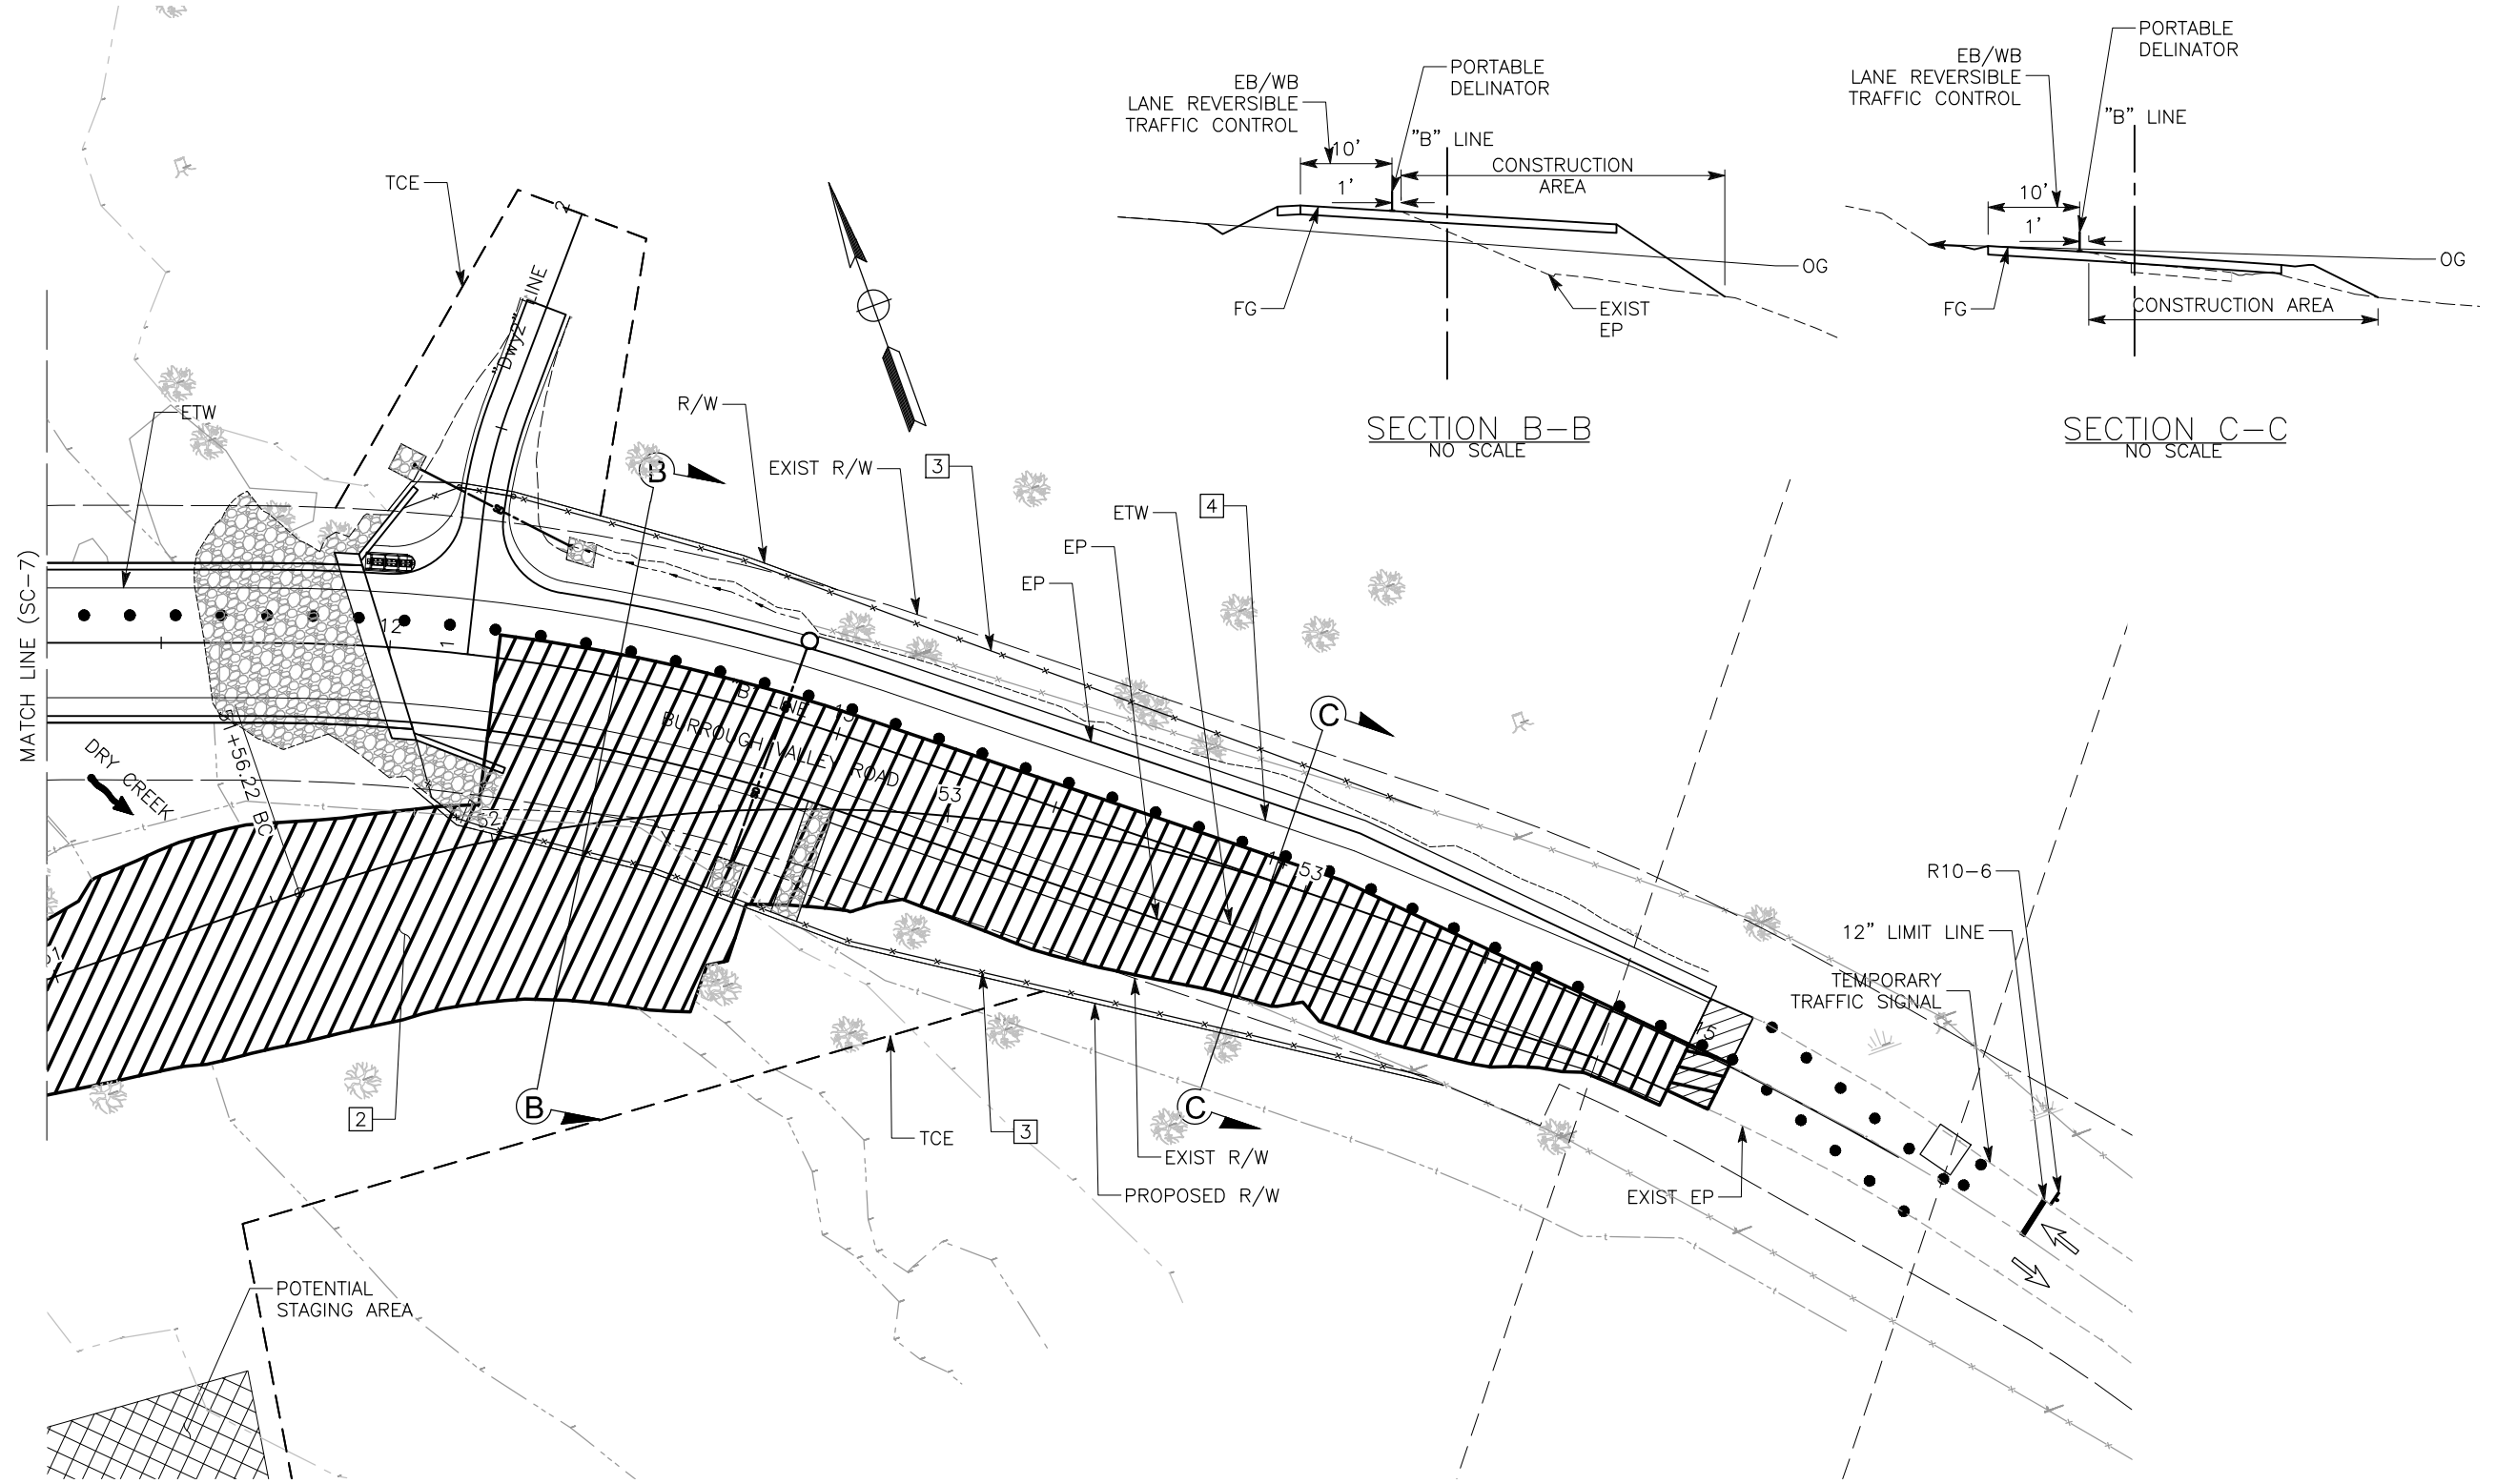 EB/WB
LANE REVERSIBLE
TRAFFIC CONTROL
PORTABLE
DELINATOR
"B" LINE
10'
1'
CONSTRUCTION
AREA
OG
FG
EXIST
EP
SECTION B-B
NO SCALE
EB/WB
LANE REVERSIBLE
TRAFFIC CONTROL
PORTABLE
DELINATOR
"B" LINE
10'
1'
OG
FG
CONSTRUCTION AREA
SECTION C-C
NO SCALE
TCE
2
"Dwy2" LINE
ETW
R/W
EXIST R/W
3
B
4
ETW
EP
EP
MATCH LINE (SC-7)
12
1
"B" LINE
13
BURROUGH VALLEY ROAD
C
DRY CREEK
51+56.22 BC
52
53
14
53
R10-6
12" LIMIT LINE
TEMPORARY
TRAFFIC SIGNAL
15
51
2
B
TCE
3
C
EXIST R/W
PROPOSED R/W
EXIST EP
POTENTIAL
STAGING AREA